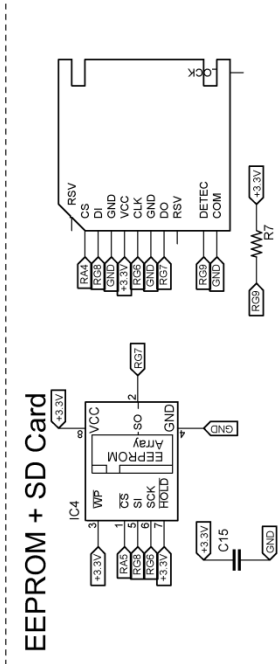 EEPROM + SD Card
IC4
+3.3V
8
VCC
3
WP
+3.3V
1
CS
RA5
5
SI
RG8
6
SCK
RG6
7
HOLD
+3.3V
EEPROM
Array
SO
2
RG7
GND
4
GND
+3.3V
C15
GND
RSV
CS
RA4
DI
RG8
GND
GND
VCC
+3.3V
CLK
RG6
GND
GND
DO
RG7
RSV
DETEC
RG9
COM
GND
+3.3V
R7
RG9